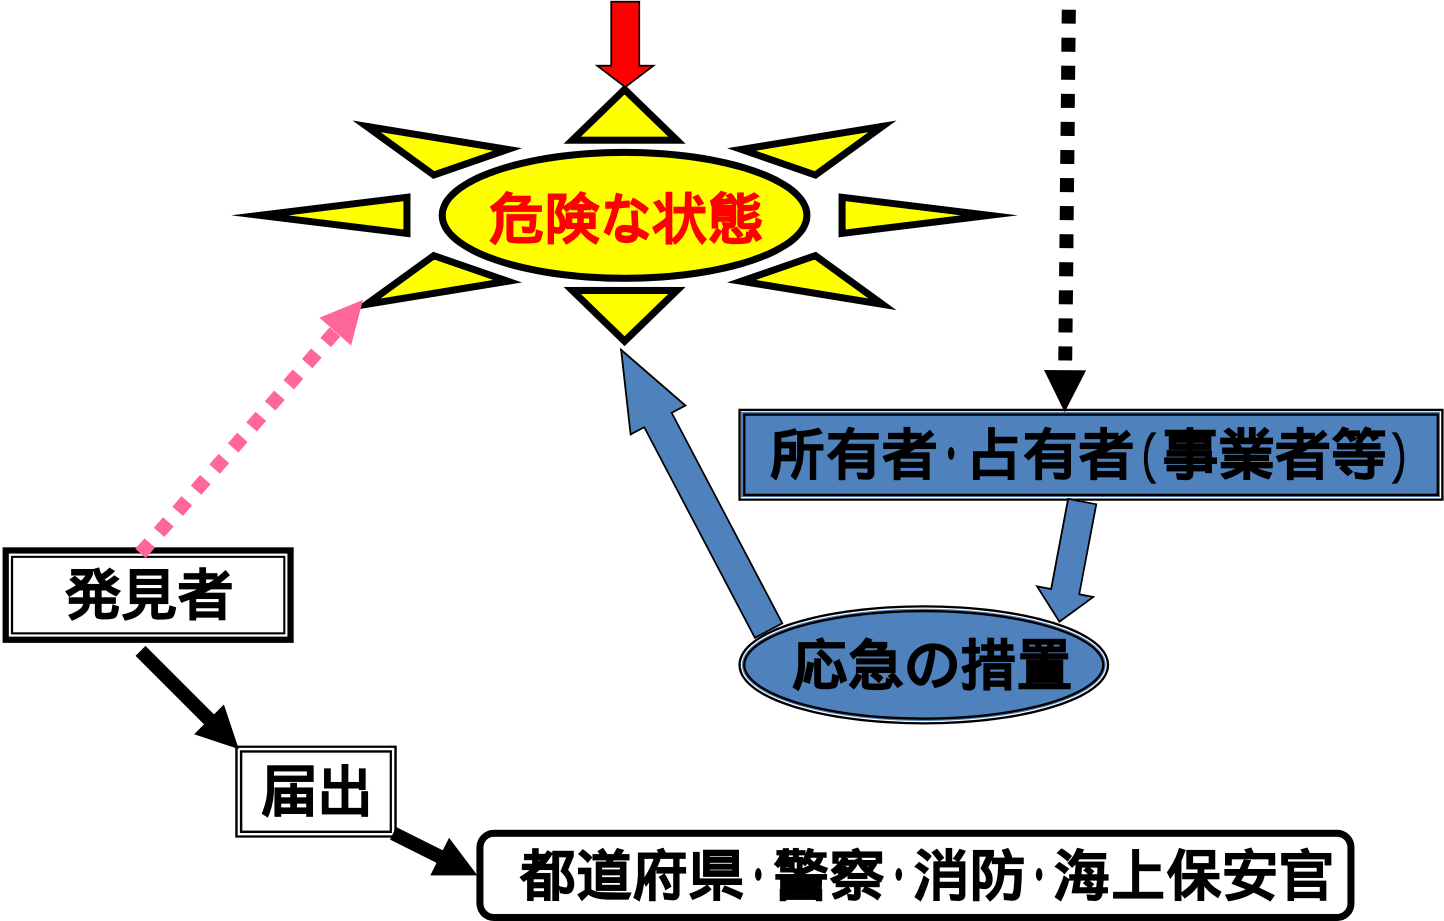 危険な状態
所有者・占有者(事業者等)
発見者
応急の措置
届出
都道府県・警察・消防・海上保安官